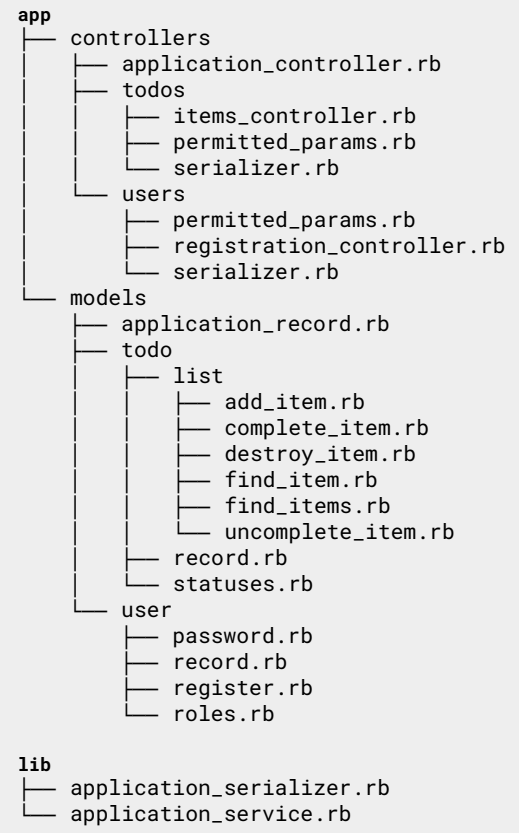 app
├── controllers
│   ├── application_controller.rb
│   ├── todos
│   │   ├── items_controller.rb
│   │   ├── permitted_params.rb
│   │   └── serializer.rb
│   └── users
│       ├── permitted_params.rb
│       ├── registration_controller.rb
│       └── serializer.rb
└── models
    ├── application_record.rb
    ├── todo
    │   ├── list
    │   │   ├── add_item.rb
    │   │   ├── complete_item.rb
    │   │   ├── destroy_item.rb
    │   │   ├── find_item.rb
    │   │   ├── find_items.rb
    │   │   └── uncomplete_item.rb
    │   ├── record.rb
    │   └── statuses.rb
    └── user
        ├── password.rb
        ├── record.rb
        ├── register.rb
        └── roles.rb

lib
├── application_serializer.rb
└── application_service.rb